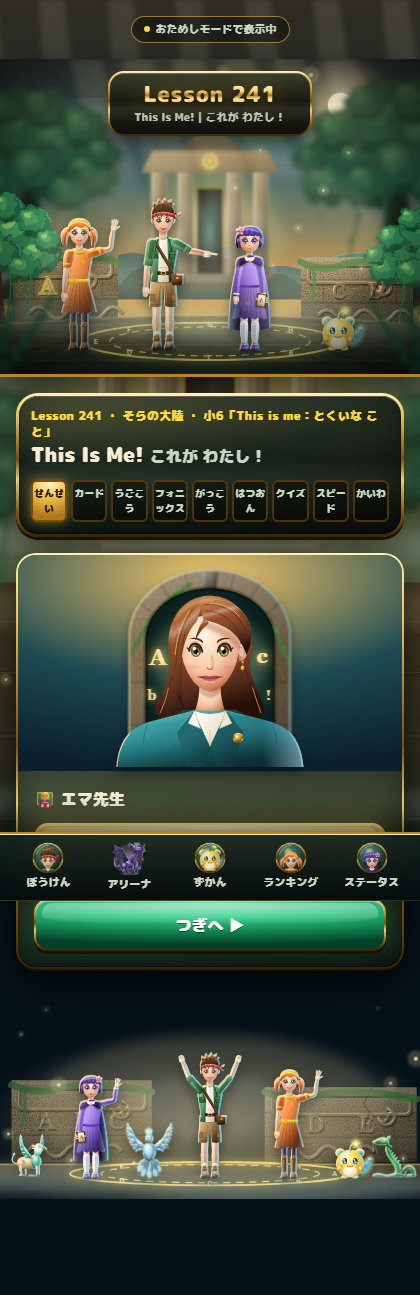 おためしモードで表示中
Lesson 241
This Is Me! | これが わたし！
A
Lesson 241 ・ そらの大陸 ・ 小6「This is me：とくいな こと」
This Is Me! これが わたし！
せんせい
カード
うごこう
フォニックス
がっこう
はつおん
クイズ
スピード
かいわ
A
c
b
!
エマ先生
ぼうけん
アリーナ
ずかん
ランキング
ステータス
つぎへ ▶
A
D E